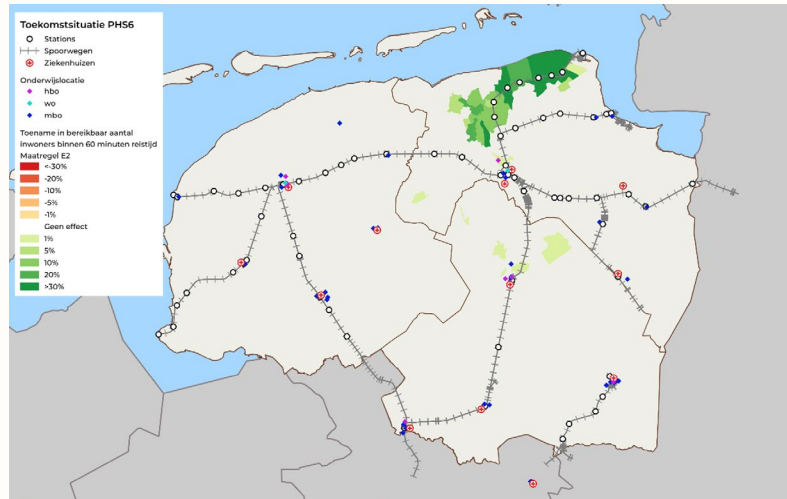 Toekomstsituatie PHS6
Stations
Spoorwegen
Ziekenhuizen
Onderwijslocatie
hbo
wo
mbo
Toename in bereikbaar aantal
inwoners binnen 60 minuten reistijd
Maatregel E2
<-30%
-20%
-10%
-5%
-1%
Geen effect
1%
5%
10%
20%
>30%